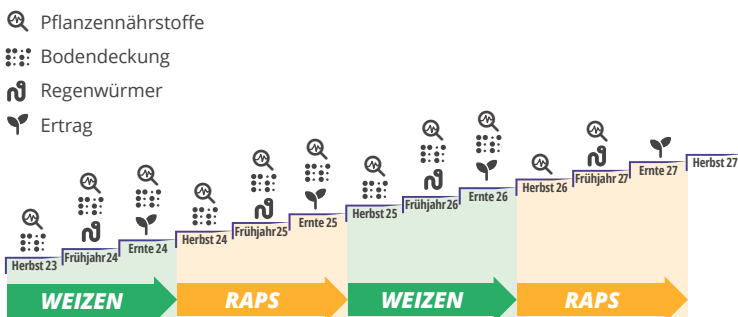 Pflanzennährstoffe
Bodendeckung
Regenwürmer
Ertrag
Herbst 23
Frühjahr24
Ernte 24
Herbst 24
Frühjahr25
Ernte 25
Herbst 25
Frühjahr26
Ernte 26
Herbst 26
Frühjahr 27
Ernte 27
Herbst 27
WEIZEN
RAPS
WEIZEN
RAPS